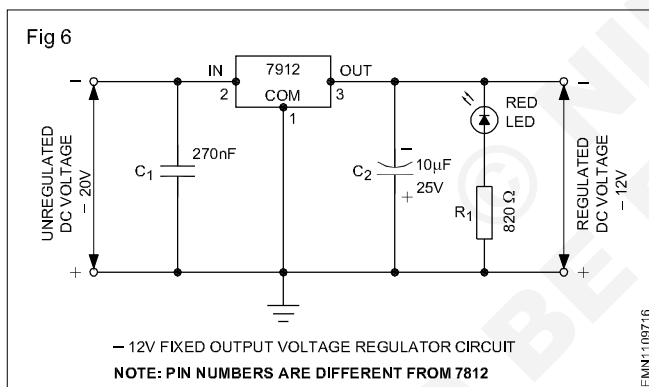 Fig 6
7912
IN
OUT
2
COM
3
1
−
−
RED
LED
270nF
C1
−
10µF
25V
+
C2
R1
820 Ω
UNREGULATED
DC VOLTAGE
− 20V
REGULATED
DC VOLTAGE
− 12V
+
+
− 12V FIXED OUTPUT VOLTAGE REGULATOR CIRCUIT
NOTE: PIN NUMBERS ARE DIFFERENT FROM 7812
EMN1109716
© NI
BE